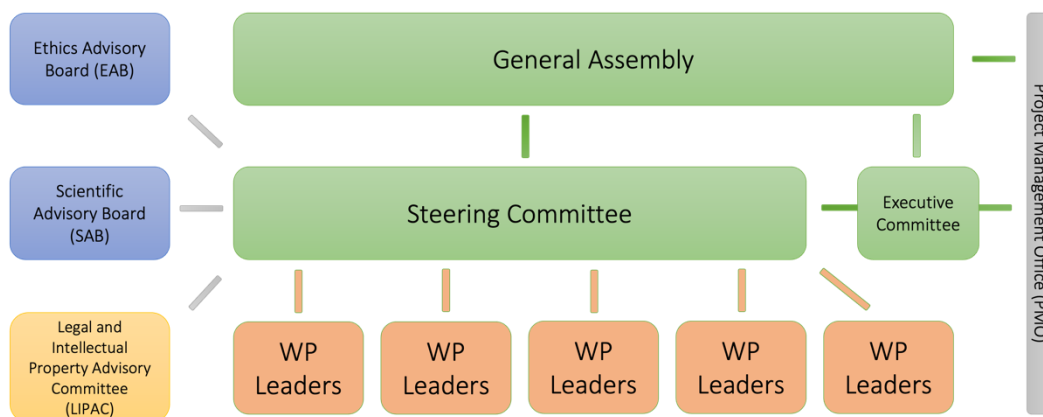 Ethics Advisory
Board (EAB)
General Assembly
Project Management Office (PMO)
Scientific
Advisory Board
(SAB)
Steering Committee
Executive
Committee
Legal and
Intellectual
Property Advisory
Committee
(LIPAC)
WP
Leaders
WP
Leaders
WP
Leaders
WP
Leaders
WP
Leaders